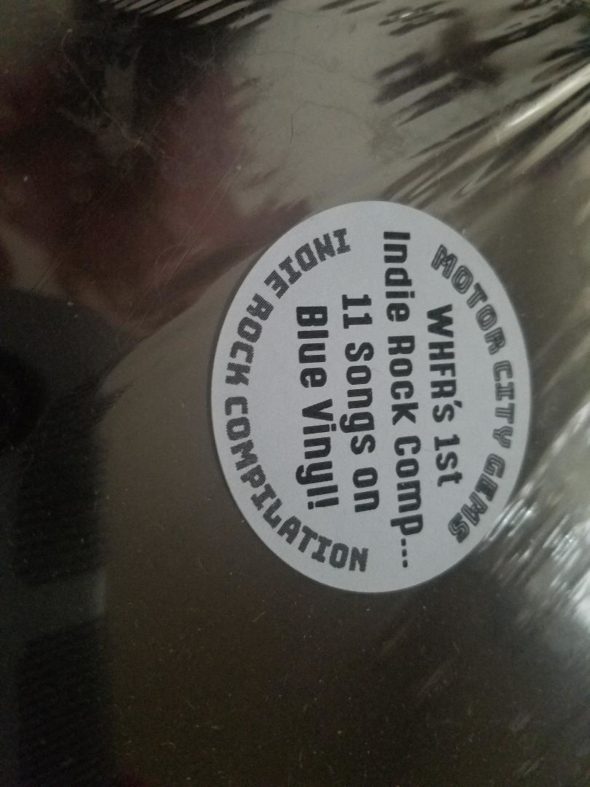 MOTOR CITY GEMS
WHFR's 1st
Indie Rock Comp...
11 Songs on
Blue Vinyl!
INDIE ROCK COMPILATION